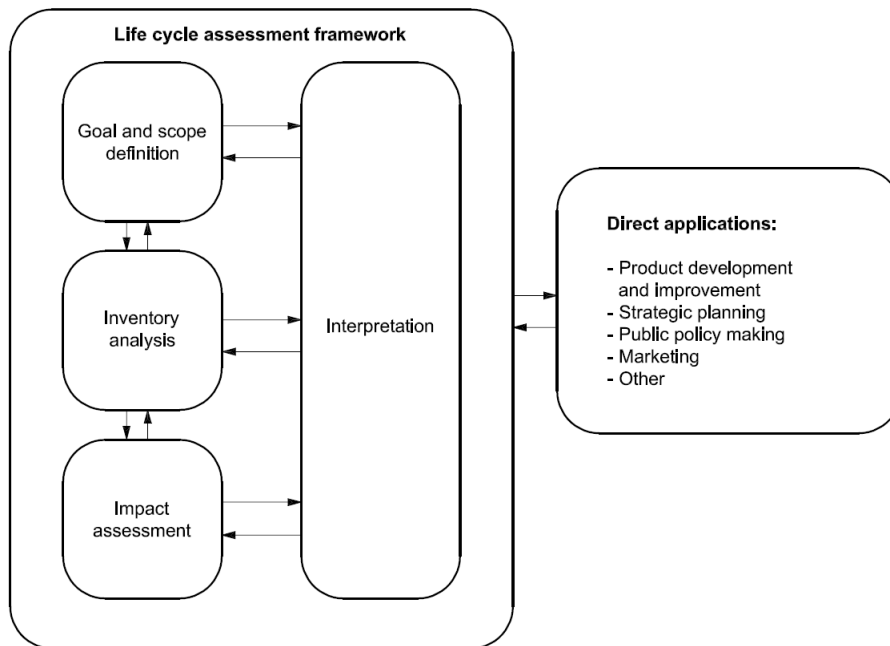 Life cycle assessment framework
Goal and scope
definition
Inventory
analysis
Impact
assessment
Interpretation
Direct applications:
- Product development
and improvement
- Strategic planning
- Public policy making
- Marketing
- Other